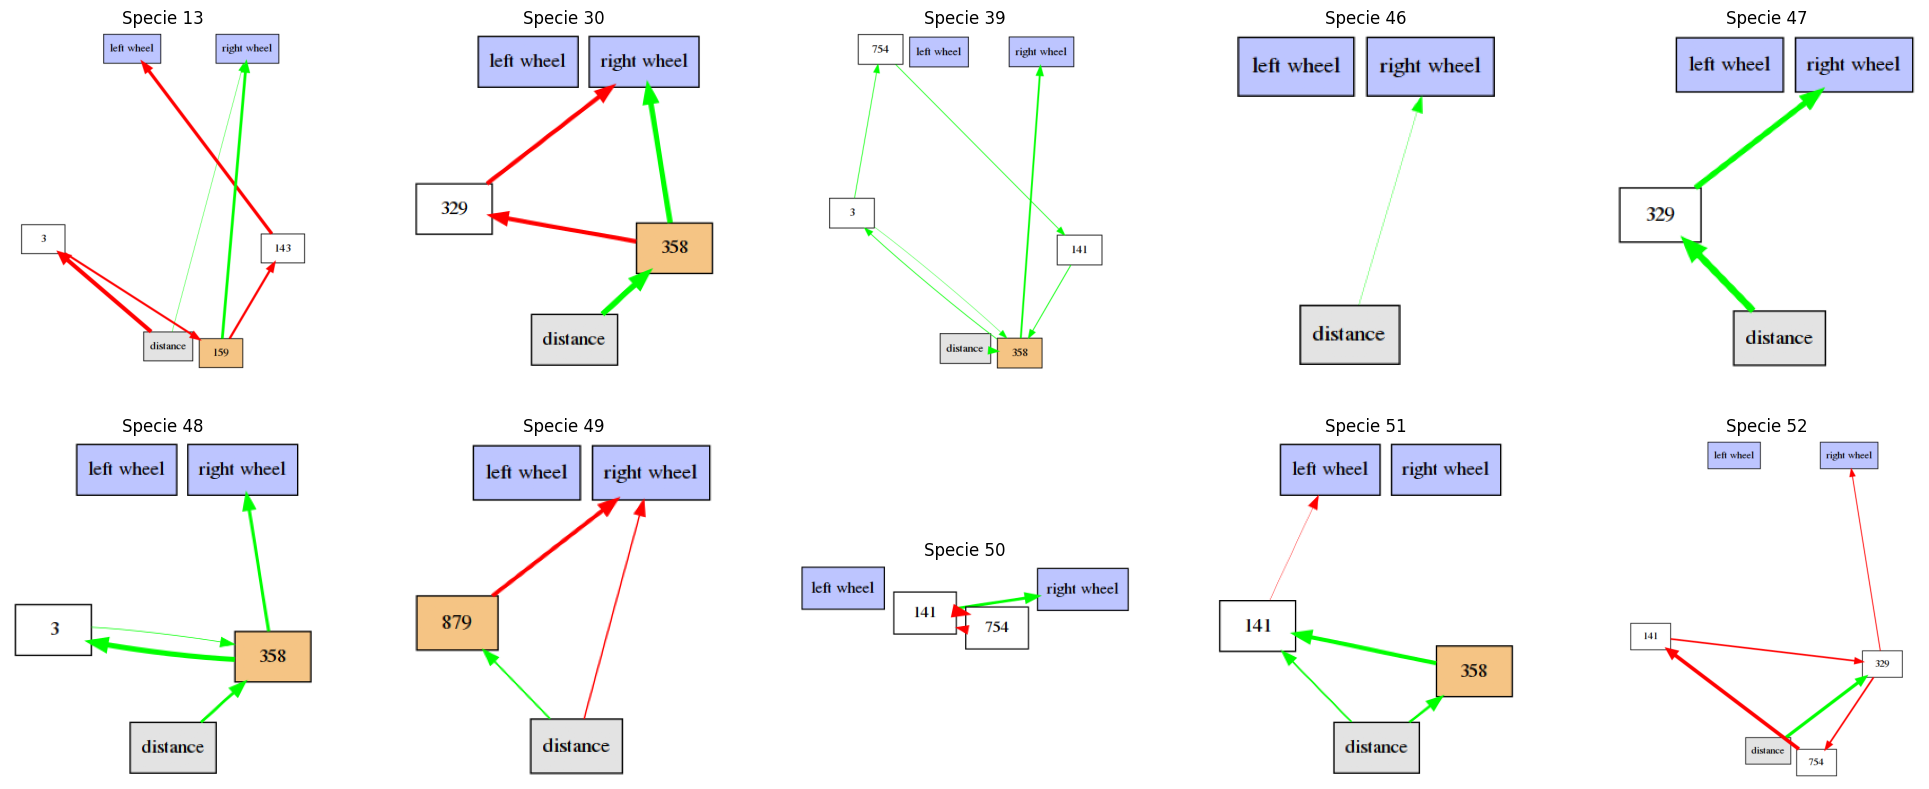 Specie 13
left wheel
right wheel
3
143
distance
159
Specie 30
left wheel
right wheel
329
358
distance
Specie 39
754
left wheel
right wheel
3
141
distance
358
Specie 46
left wheel
right wheel
distance
Specie 47
left wheel
right wheel
329
distance
Specie 48
left wheel
right wheel
3
358
distance
Specie 49
left wheel
right wheel
879
distance
Specie 50
left wheel
right wheel
141
754
Specie 51
left wheel
right wheel
141
358
distance
Specie 52
left wheel
right wheel
141
329
distance
754